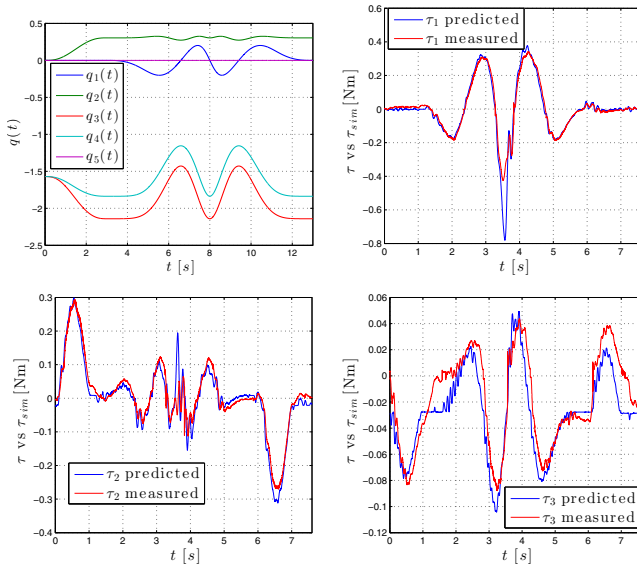 0.5
0
−0.5
−1
−1.5
−2
−2.5
0 2 4 6 8 10 12
q(t)
t [s]
q₁(t)
q₂(t)
q₃(t)
q₄(t)
q₅(t)
0.6
0.4
0.2
0
−0.2
−0.4
−0.6
−0.8
0 1 2 3 4 5 6 7
τ vs τ_sim [Nm]
t [s]
τ₁ predicted
τ₁ measured
0.3
0.2
0.1
0
−0.1
−0.2
−0.3
−0.4
0 1 2 3 4 5 6 7
τ vs τ_sim [Nm]
t [s]
τ₂ predicted
τ₂ measured
0.06
0.04
0.02
0
−0.02
−0.04
−0.06
−0.08
−0.1
−0.12
0 1 2 3 4 5 6 7
τ vs τ_sim [Nm]
t [s]
τ₃ predicted
τ₃ measured